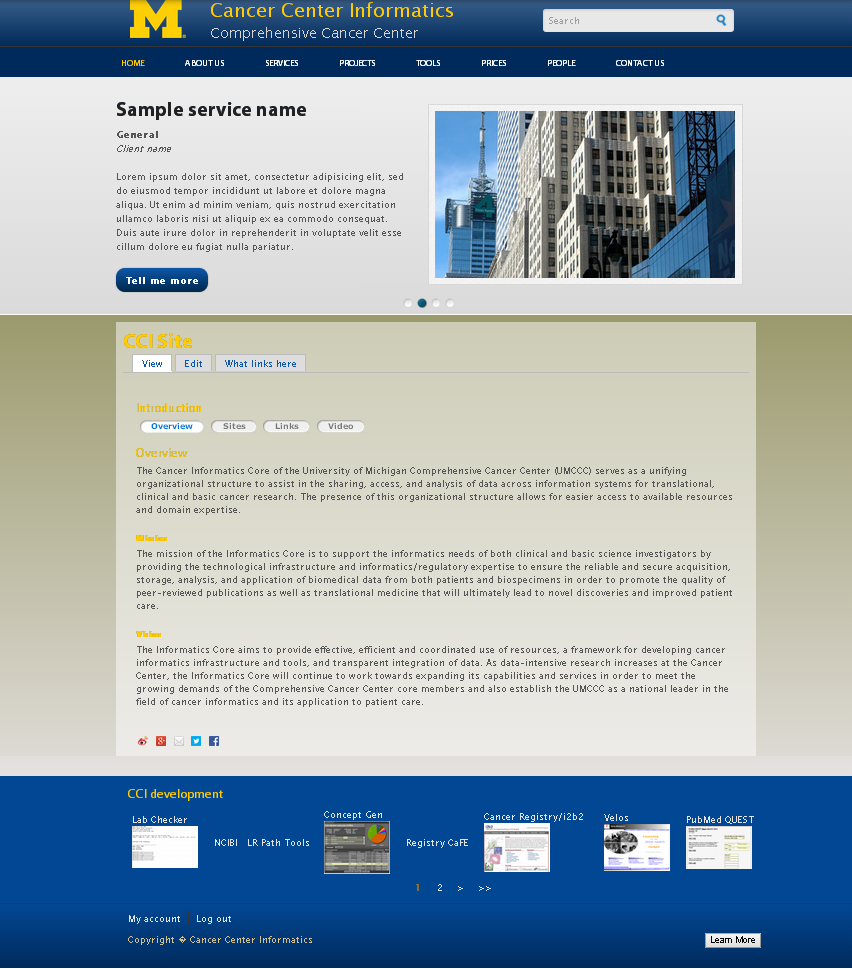 M
Cancer Center Informatics
Comprehensive Cancer Center
Search
HOME ABOUT US SERVICES PROJECTS TOOLS PRICES PEOPLE CONTACT US
Sample service name
General
Client name
Lorem ipsum dolor sit amet, consectetur adipisicing elit, sed
do eiusmod tempor incididunt ut labore et dolore magna
aliqua. Ut enim ad minim veniam, quis nostrud exercitation
ullamco laboris nisi ut aliquip ex ea commodo consequat.
Duis aute irure dolor in reprehenderit in voluptate velit esse
cillum dolore eu fugiat nulla pariatur.
Tell me more
CCI Site
View Edit What links here
Introduction
Overview Sites Links Video
Overview
The Cancer Informatics Core of the University of Michigan Comprehensive Cancer Center (UMCCC) serves as a unifying
organizational structure to assist in the sharing, access, and analysis of data across information systems for translational,
clinical and basic cancer research. The presence of this organizational structure allows for easier access to available resources
and domain expertise.
Mission
The mission of the Informatics Core is to support the informatics needs of both clinical and basic science investigators by
providing the technological infrastructure and informatics/regulatory expertise to ensure the reliable and secure acquisition,
storage, analysis, and application of biomedical data from both patients and biospecimens in order to promote the quality of
peer-reviewed publications as well as translational medicine that will ultimately lead to novel discoveries and improved patient
care.
Vision
The Informatics Core aims to provide effective, efficient and coordinated use of resources, a framework for developing cancer
informatics infrastructure and tools, and transparent integration of data. As data-intensive research increases at the Cancer
Center, the Informatics Core will continue to work towards expanding its capabilities and services in order to meet the
growing demands of the Comprehensive Cancer Center core members and also establish the UMCCC as a national leader in the
field of cancer informatics and its application to patient care.
CCI development
Lab Checker
NCIBI
LR Path Tools
Concept Gen
Registry CaFE
Cancer Registry/i2b2
Velos
PubMed QUEST
1 2 > >>
My account Log out
Copyright � Cancer Center Informatics
Learn More